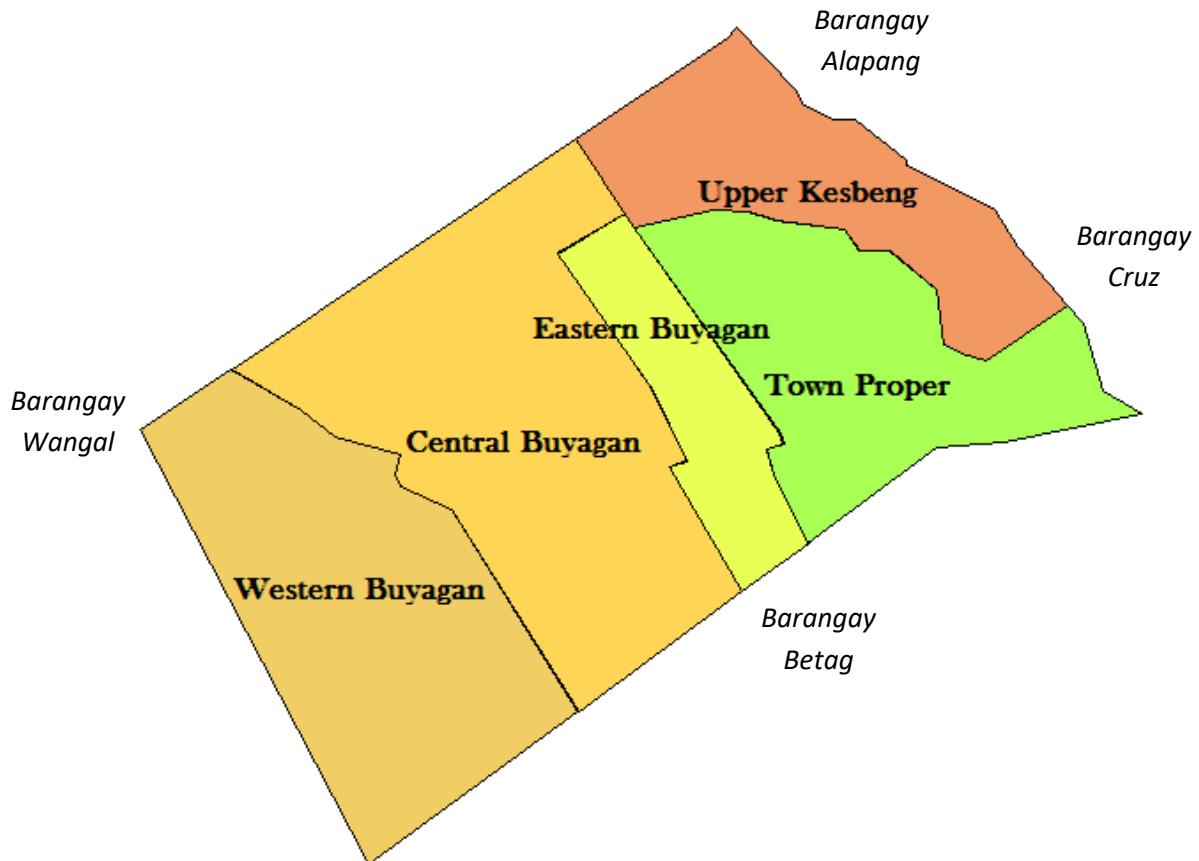 Barangay
Alapang
Upper Kesbeng
Barangay
Cruz
Eastern Buyagan
Town Proper
Barangay
Wangal
Central Buyagan
Western Buyagan
Barangay
Betag